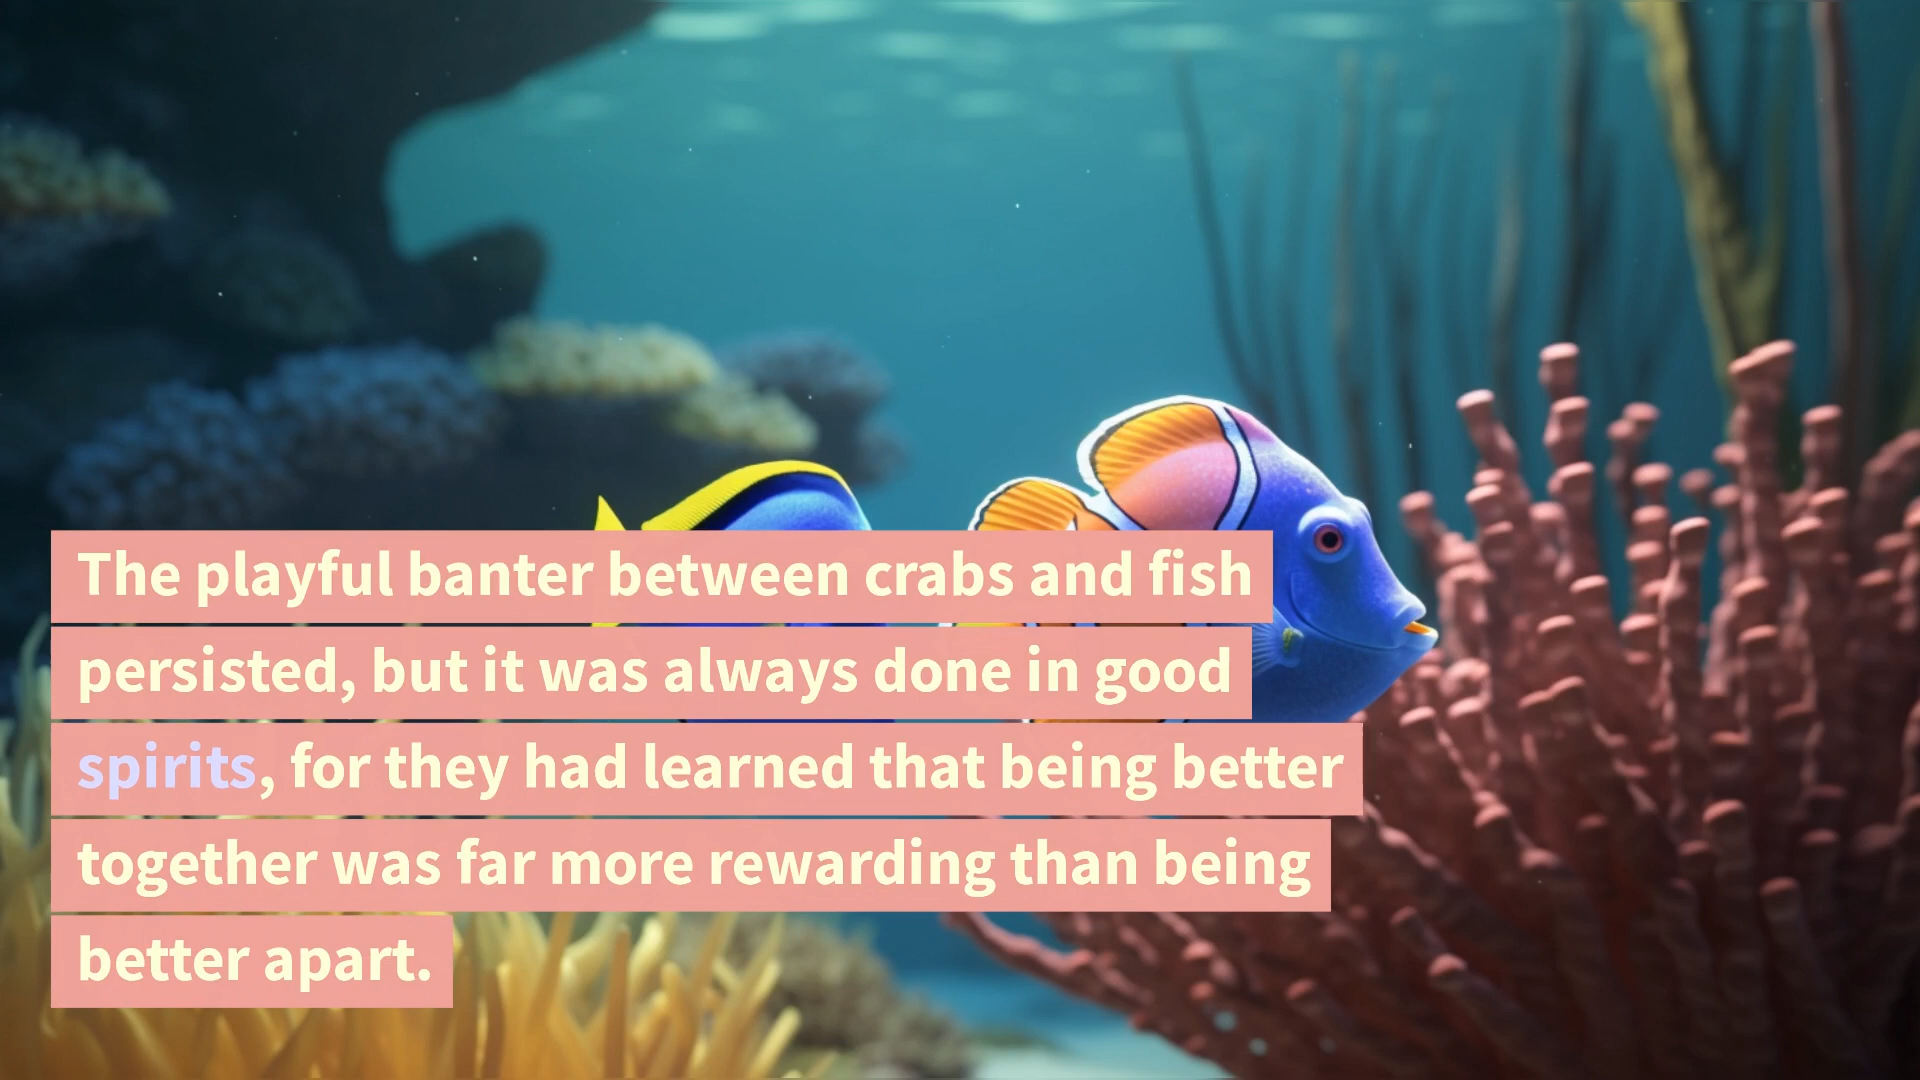 The playful banter between crabs and fish
persisted, but it was always done in good
spirits, for they had learned that being better
together was far more rewarding than being
better apart.